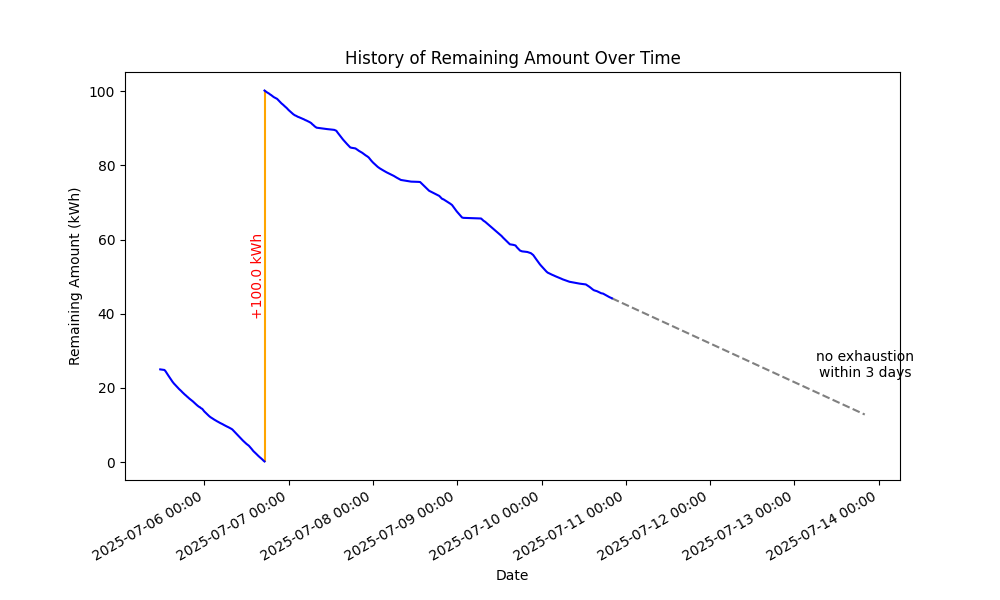 History of Remaining Amount Over Time
Remaining Amount (kWh)
100
80
60
40
20
0
+100.0 kWh
no exhaustion
within 3 days
2025-07-06 00:00
2025-07-07 00:00
2025-07-08 00:00
2025-07-09 00:00
2025-07-10 00:00
2025-07-11 00:00
2025-07-12 00:00
2025-07-13 00:00
2025-07-14 00:00
Date